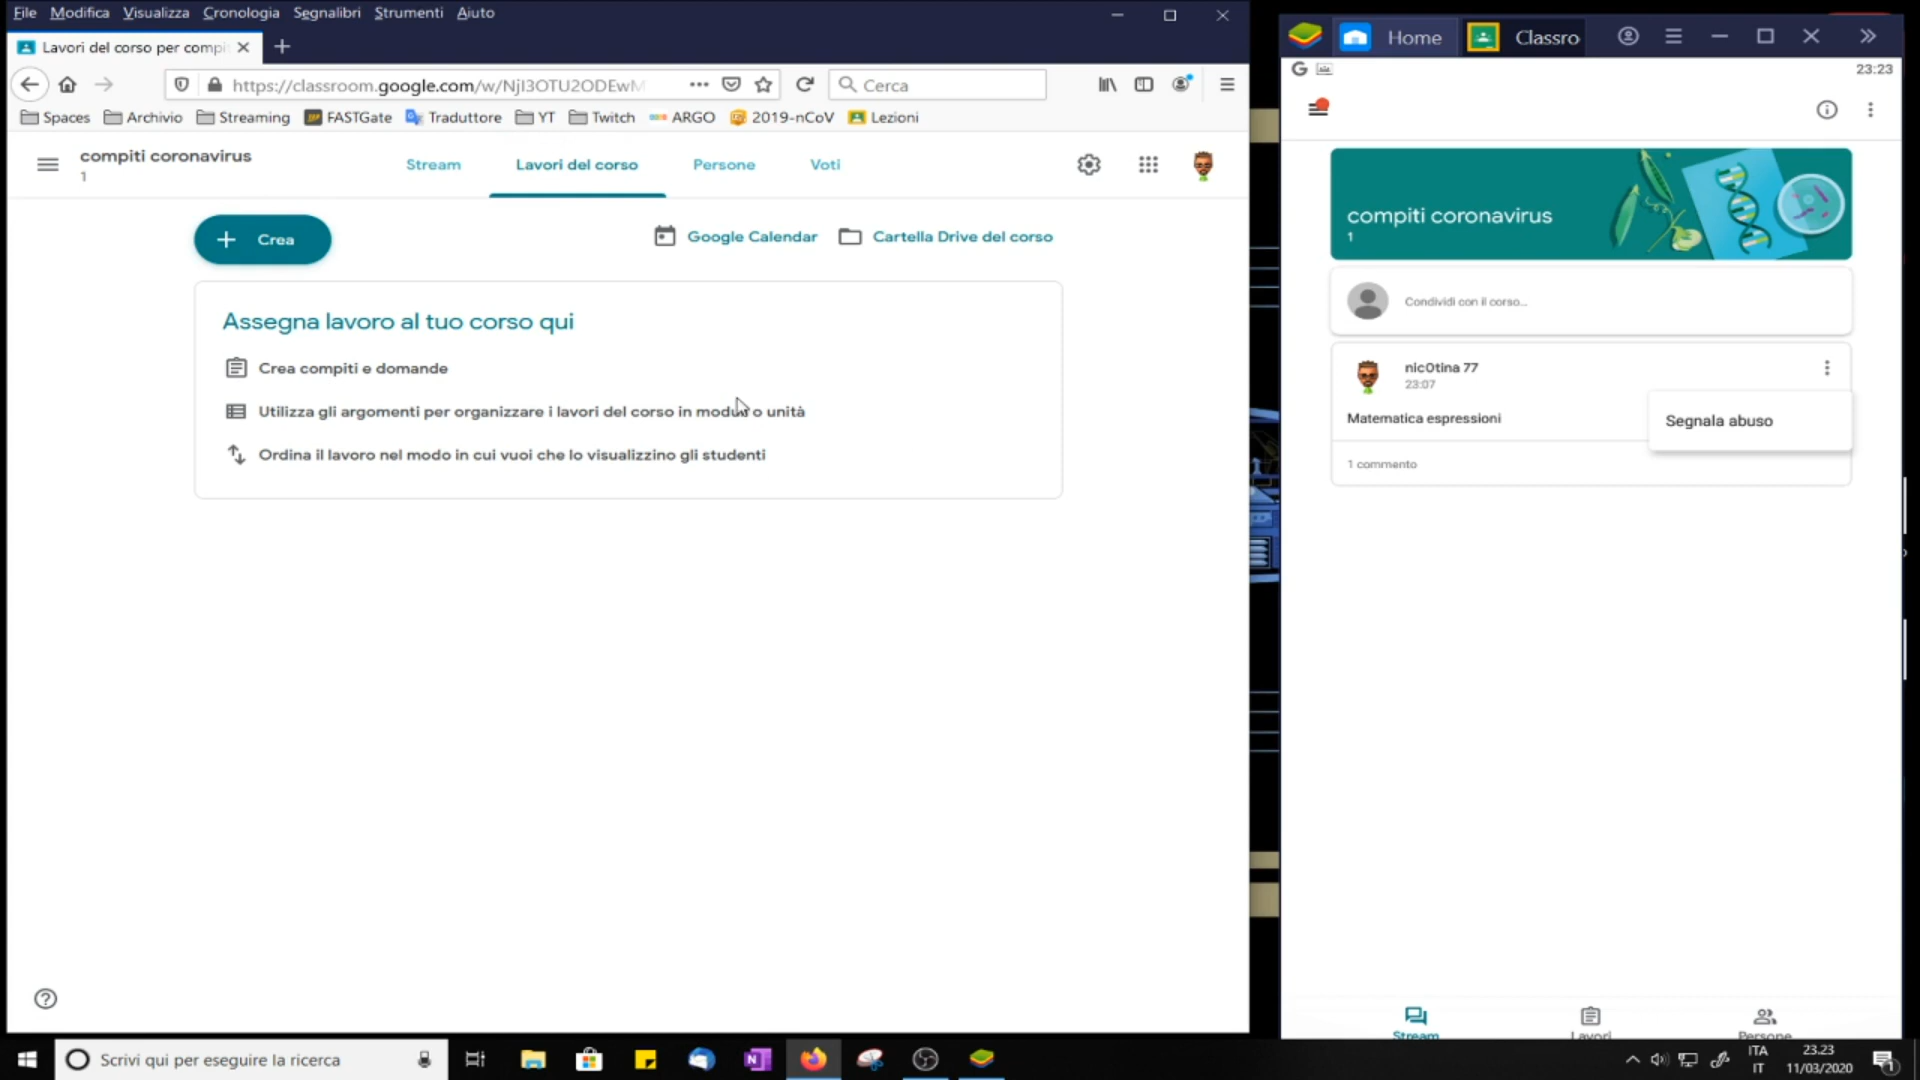 File Modifica Visualizza Cronologia Segnalibri Strumenti Aiuto
Lavori del corso per compi
https://classroom.google.com/w/NjI3OTU2ODEwM
Cerca
Spaces Archivio Streaming FASTGate Traduttore YT Twitch ARGO 2019-nCoV Lezioni
compiti coronavirus
1
Stream Lavori del corso Persone Voti
Crea
Google Calendar Cartella Drive del corso
Assegna lavoro al tuo corso qui
Crea compiti e domande
Utilizza gli argomenti per organizzare i lavori del corso in moduli o unità
Ordina il lavoro nel modo in cui vuoi che lo visualizzino gli studenti
Home Classro
23:23
compiti coronavirus
1
Condividi con il corso...
nic0tina 77
23:07
Matematica espressioni
Segnala abuso
1 commento
Stream Lavori Persone
Scrivi qui per eseguire la ricerca
ITA
IT
23.23
11/03/2020
1